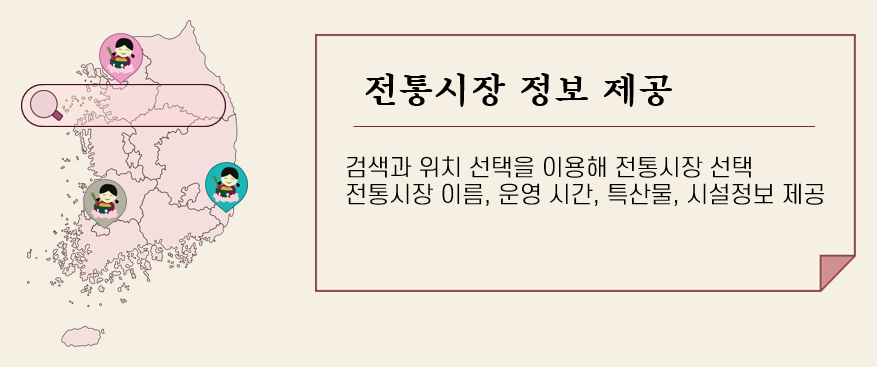 전통시장 정보 제공
검색과 위치 선택을 이용해 전통시장 선택
전통시장 이름, 운영 시간, 특산물, 시설정보 제공